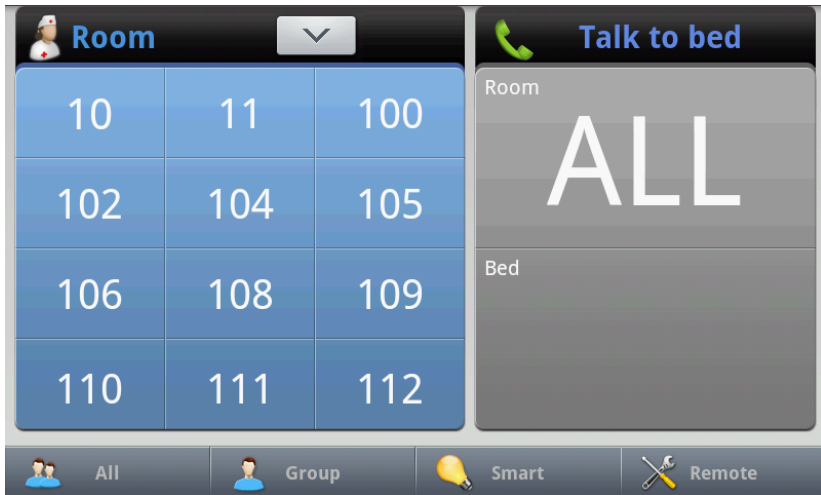 Room
Talk to bed
10 11 100
102 104 105
106 108 109
110 111 112
Room
ALL
Bed
All Group Smart Remote